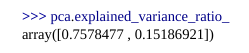 >>> pca.explained_variance_ratio_
array([0.7578477 , 0.15186921])